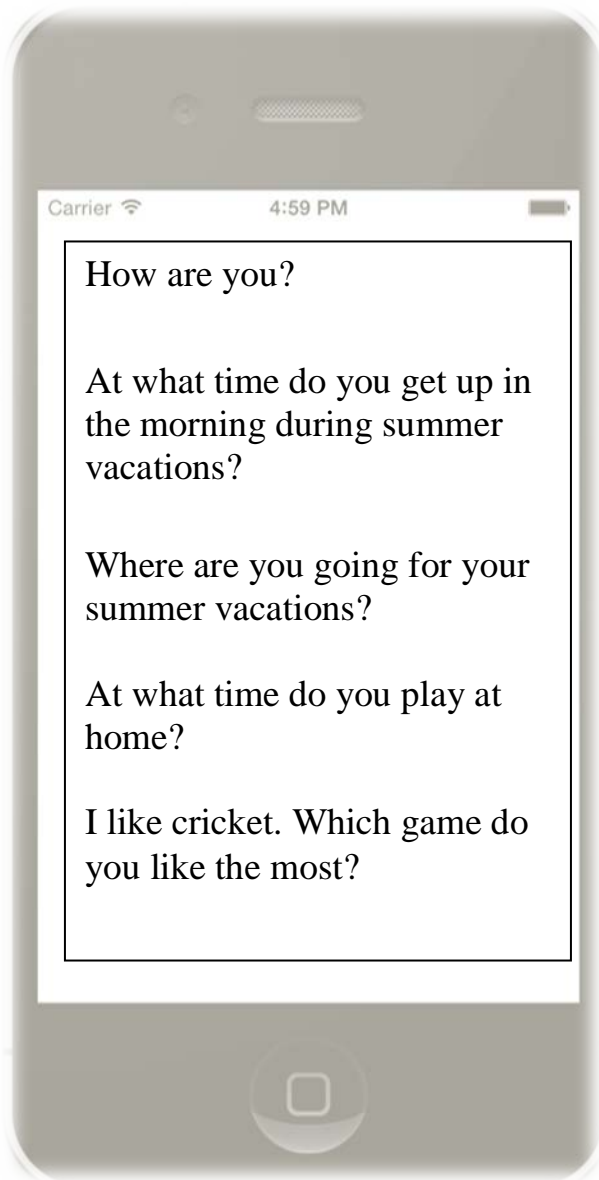 Carrier
4:59 PM
How are you?
At what time do you get up in
the morning during summer
vacations?
Where are you going for your
summer vacations?
At what time do you play at
home?
I like cricket. Which game do
you like the most?